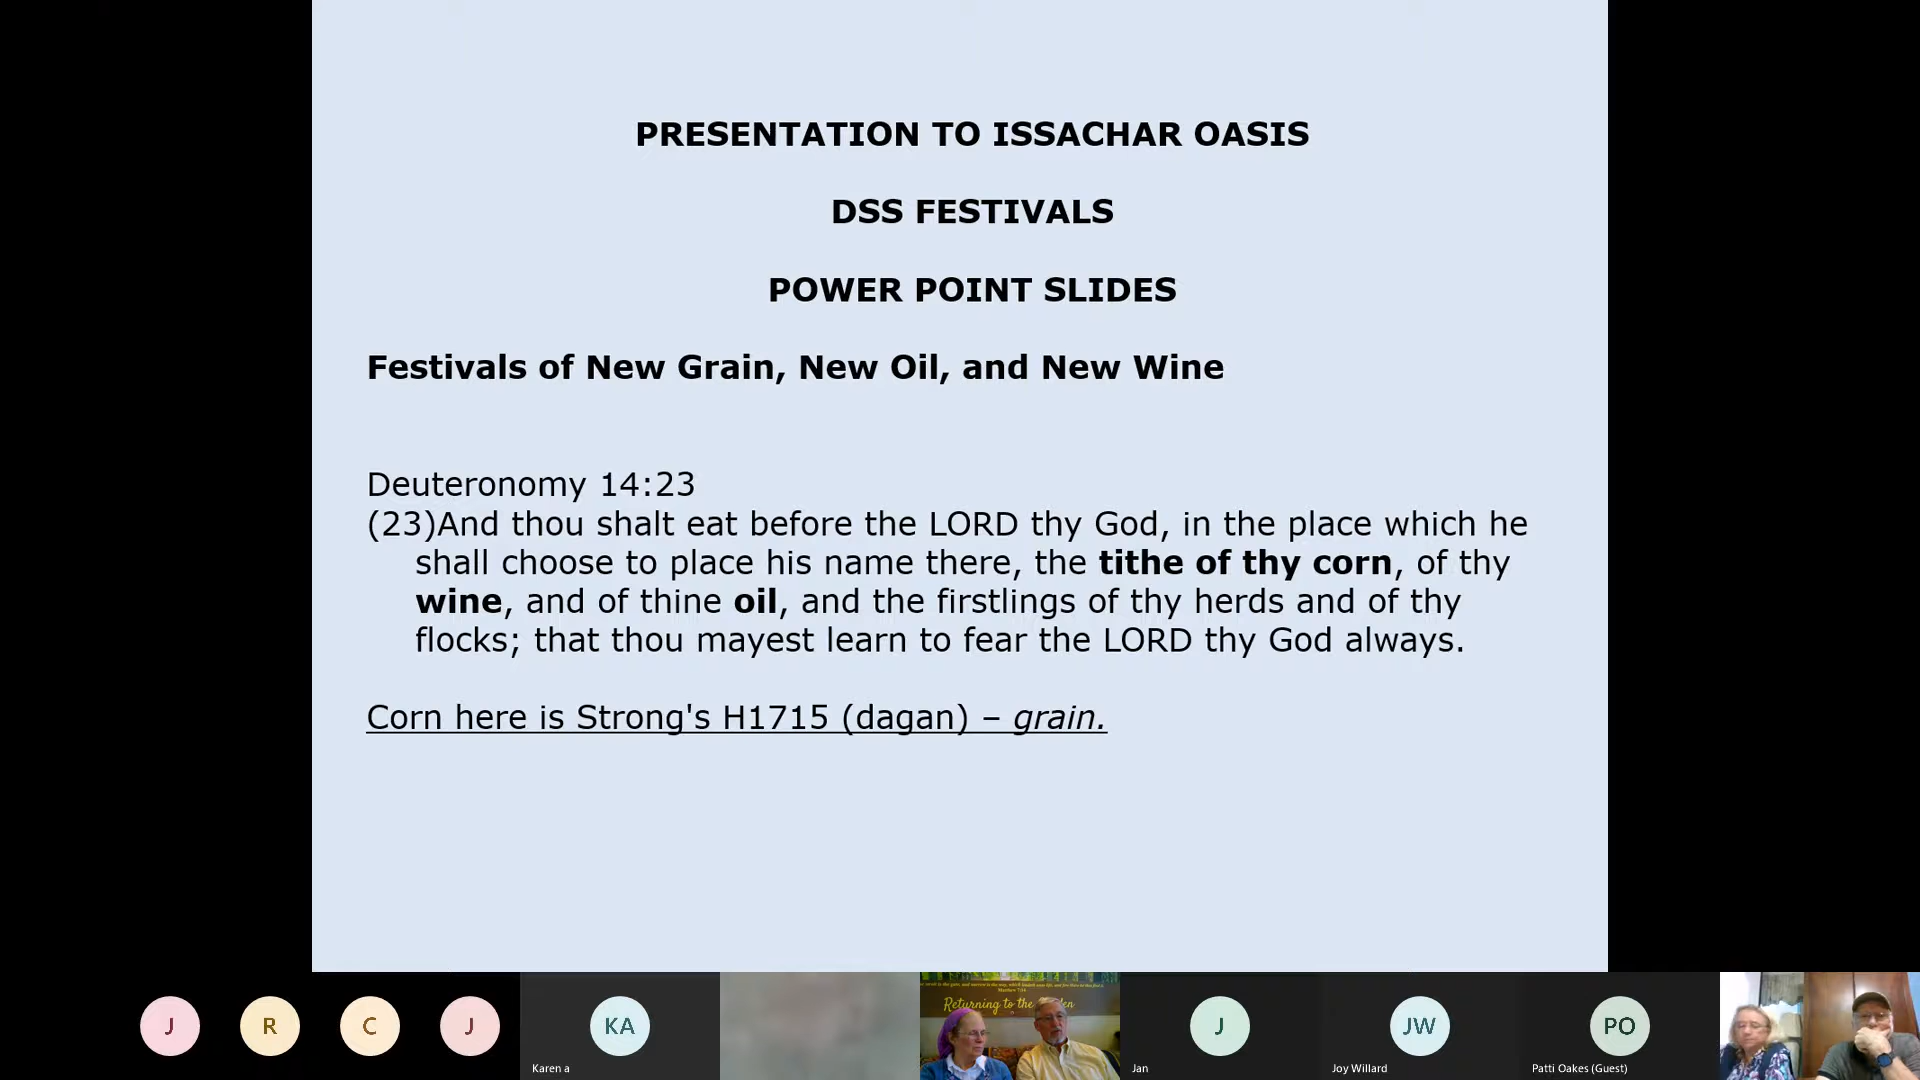 PRESENTATION TO ISSACHAR OASIS
DSS FESTIVALS
POWER POINT SLIDES
Festivals of New Grain, New Oil, and New Wine
Deuteronomy 14:23
(23)And thou shalt eat before the LORD thy God, in the place which he
shall choose to place his name there, the tithe of thy corn, of thy
wine, and of thine oil, and the firstlings of thy herds and of thy
flocks; that thou mayest learn to fear the LORD thy God always.
Corn here is Strong's H1715 (dagan) – grain.
J
R
C
J
KA
Karen a
Matthew 7:14
Returning to the
J
Jan
JW
Joy Willard
PO
Patti Oakes (Guest)